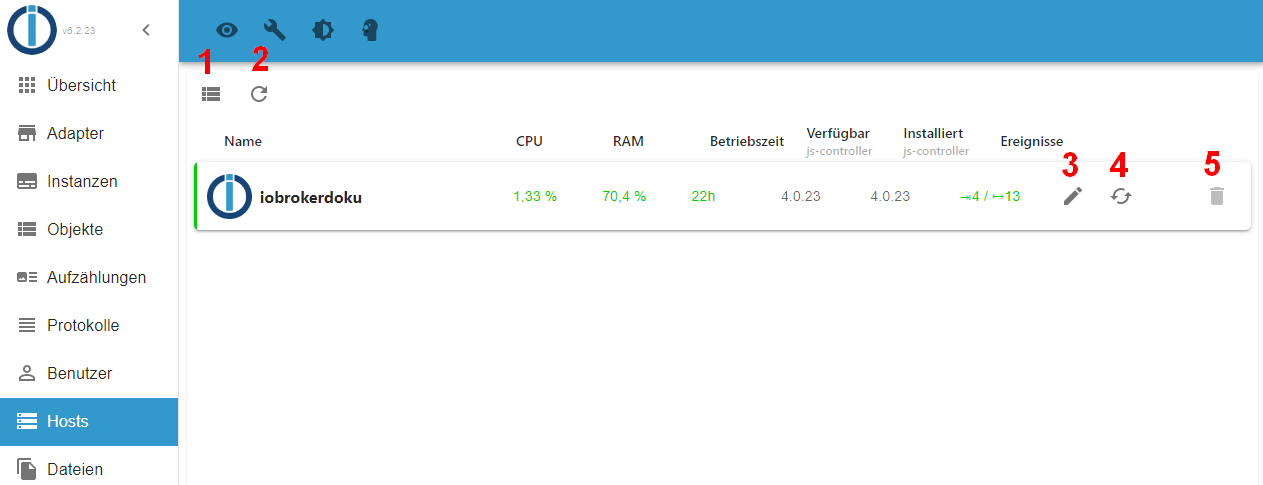 v6.2.23
1
2
Übersicht
Adapter
Instanzen
Objekte
Aufzählungen
Protokolle
Benutzer
Hosts
Dateien
Name CPU RAM Betriebszeit Verfügbar Installiert Ereignisse
js-controller js-controller
3 4 5
iobrokerdoku 1,33 % 70,4 % 22h 4.0.23 4.0.23 ⇥4 / ↦13